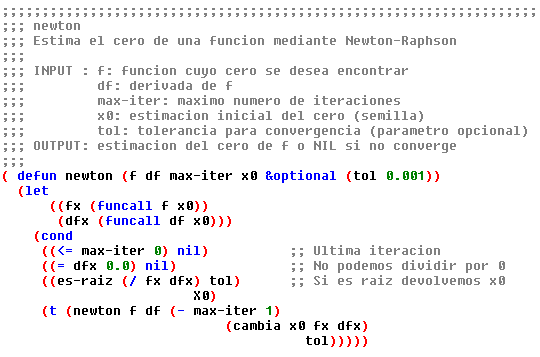 ;;;;;;;;;;;;;;;;;;;;;;;;;;;;;;;;;;;;;;;;;;;;;;;;;;;;;;;;;;;;;;;;;;;
;;; newton
;;; Estima el cero de una funcion mediante Newton-Raphson
;;;
;;; INPUT : f: funcion cuyo cero se desea encontrar
;;;         df: derivada de f
;;;         max-iter: maximo numero de iteraciones
;;;         x0: estimacion inicial del cero (semilla)
;;;         tol: tolerancia para convergencia (parametro opcional)
;;; OUTPUT: estimacion del cero de f o NIL si no converge
;;;
( defun newton (f df max-iter x0 &optional (tol 0.001))
  (let
      ((fx (funcall f x0))
       (dfx (funcall df x0)))
    (cond
     ((<= max-iter 0) nil)          ;; Ultima iteracion
     ((= dfx 0.0) nil)              ;; No podemos dividir por 0
     ((es-raiz (/ fx dfx) tol)      ;; Si es raiz devolvemos x0
                        X0)
     (t (newton f df (- max-iter 1)
                            (cambia x0 fx dfx)
                                      tol)))))